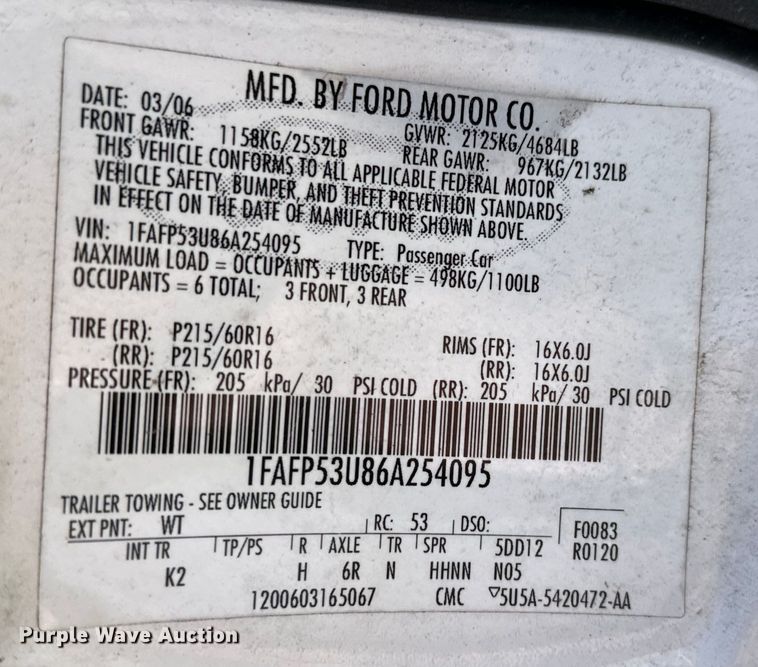 MFD. BY FORD MOTOR CO.
DATE: 03/06 GVWR: 2125KG/4684LB
FRONT GAWR: 1158KG/2552LB REAR GAWR: 967KG/2132LB
THIS VEHICLE CONFORMS TO ALL APPLICABLE FEDERAL MOTOR
VEHICLE SAFETY, BUMPER, AND THEFT PREVENTION STANDARDS
IN EFFECT ON THE DATE OF MANUFACTURE SHOWN ABOVE.
VIN: 1FAFP53U86A254095 TYPE: Passenger Car
MAXIMUM LOAD = OCCUPANTS + LUGGAGE = 498KG/1100LB
OCCUPANTS = 6 TOTAL; 3 FRONT, 3 REAR
TIRE (FR): P215/60R16 RIMS (FR): 16X6.0J
(RR): P215/60R16 (RR): 16X6.0J
PRESSURE (FR): 205 kPa/ 30 PSI COLD (RR): 205 kPa/ 30 PSI COLD
1FAFP53U86A254095
TRAILER TOWING - SEE OWNER GUIDE
EXT PNT: WT RC: 53 DSO: F0083
INT TR TP/PS R AXLE TR SPR 5DD12 R0120
K2 H 6R N HHNN N05
1200603165067 CMC ▽5U5A-5420472-AA
Purple Wave Auction